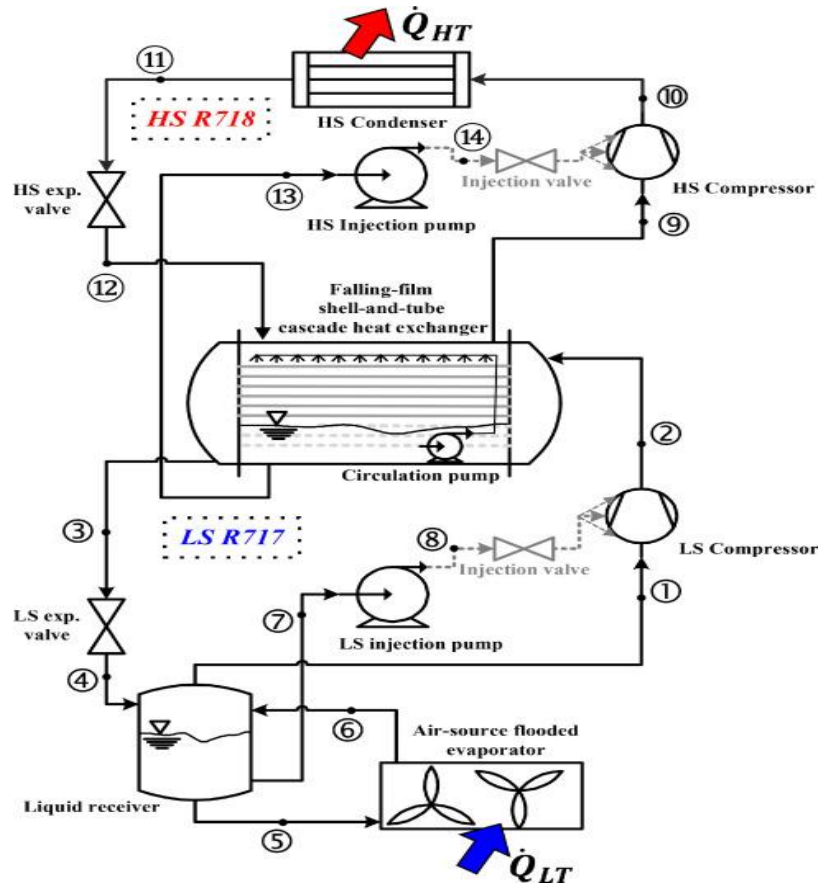 Q̇HT
⑪
⑩
HS R718
HS Condenser
⑭
HS exp.
valve
⑬
Injection valve
HS Compressor
HS Injection pump
⑨
⑫
Falling-film
shell-and-tube
cascade heat exchanger
②
Circulation pump
③
LS R717
⑧
LS Compressor
Injection valve
①
LS exp.
valve
⑦
LS injection pump
④
⑥
Air-source flooded
evaporator
Liquid receiver
⑤
Q̇LT